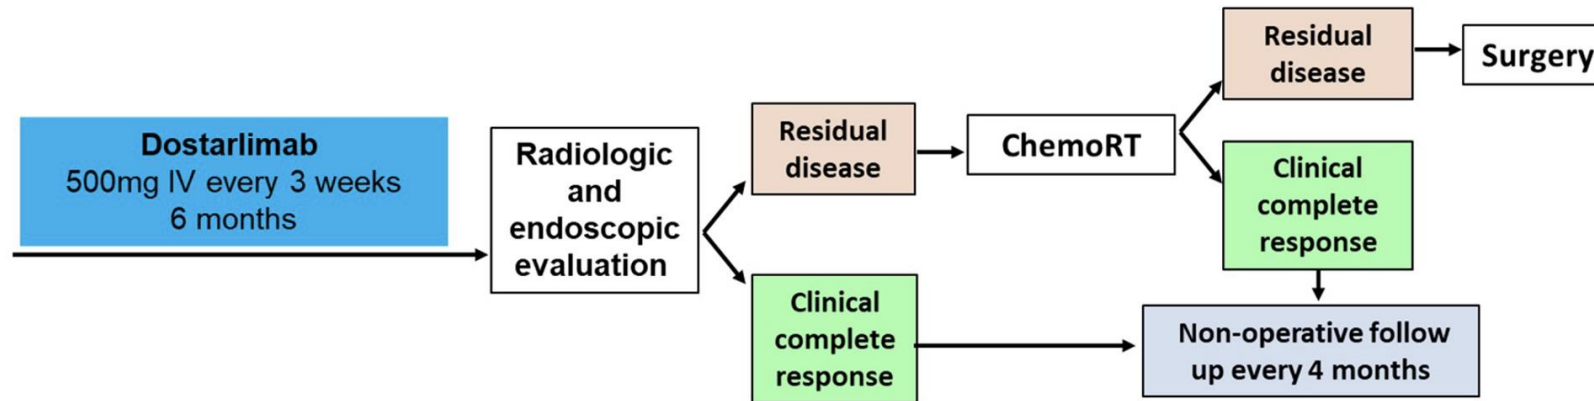 Dostarlimab
500mg IV every 3 weeks
6 months
Radiologic
and
endoscopic
evaluation
Residual
disease
Clinical
complete
response
ChemoRT
Residual
disease
Surgery
Clinical
complete
response
Non-operative follow
up every 4 months